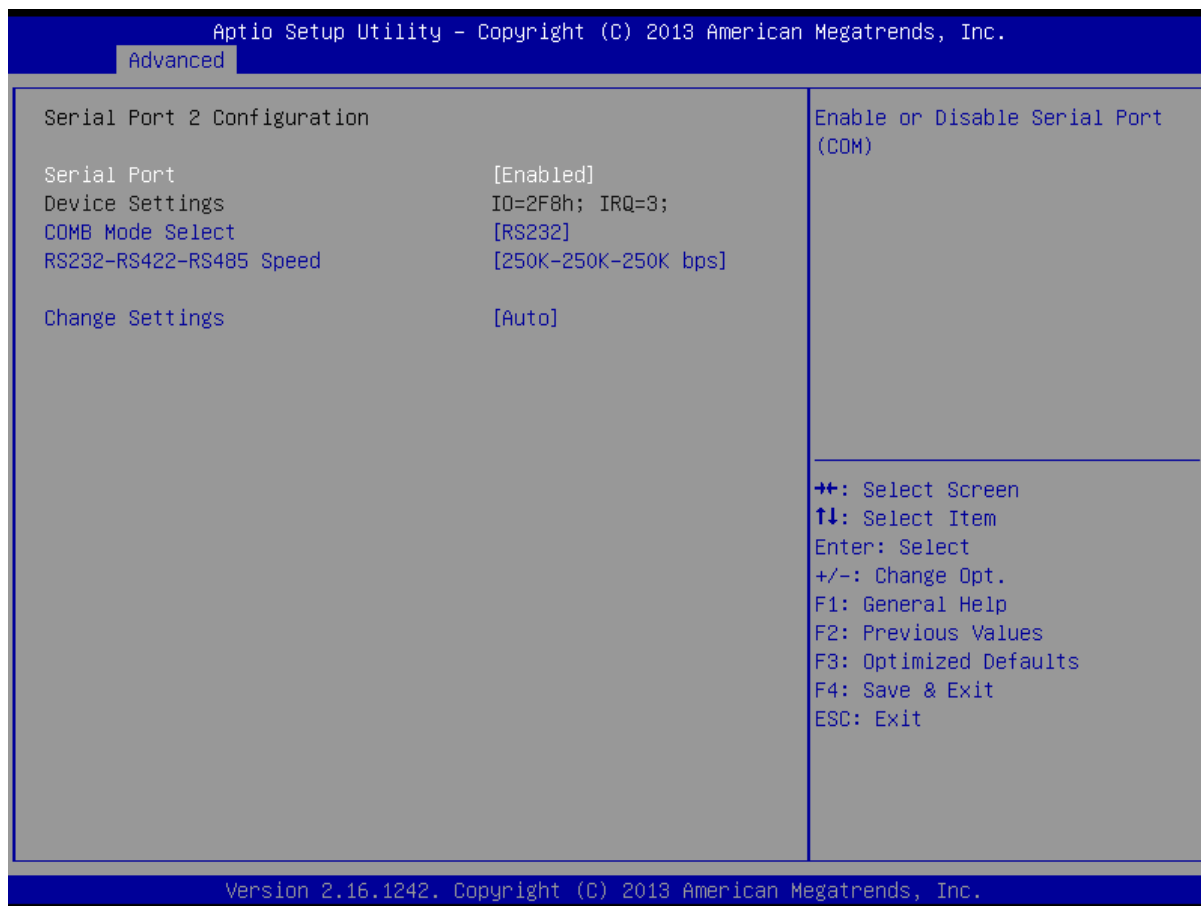 Aptio Setup Utility – Copyright (C) 2013 American Megatrends, Inc.
Advanced
Serial Port 2 Configuration
Serial Port [Enabled]
Device Settings IO=2F8h; IRQ=3;
COMB Mode Select [RS232]
RS232-RS422-RS485 Speed [250K-250K-250K bps]
Change Settings [Auto]
Enable or Disable Serial Port
(COM)
→←: Select Screen
↑↓: Select Item
Enter: Select
+/-: Change Opt.
F1: General Help
F2: Previous Values
F3: Optimized Defaults
F4: Save & Exit
ESC: Exit
Version 2.16.1242. Copyright (C) 2013 American Megatrends, Inc.